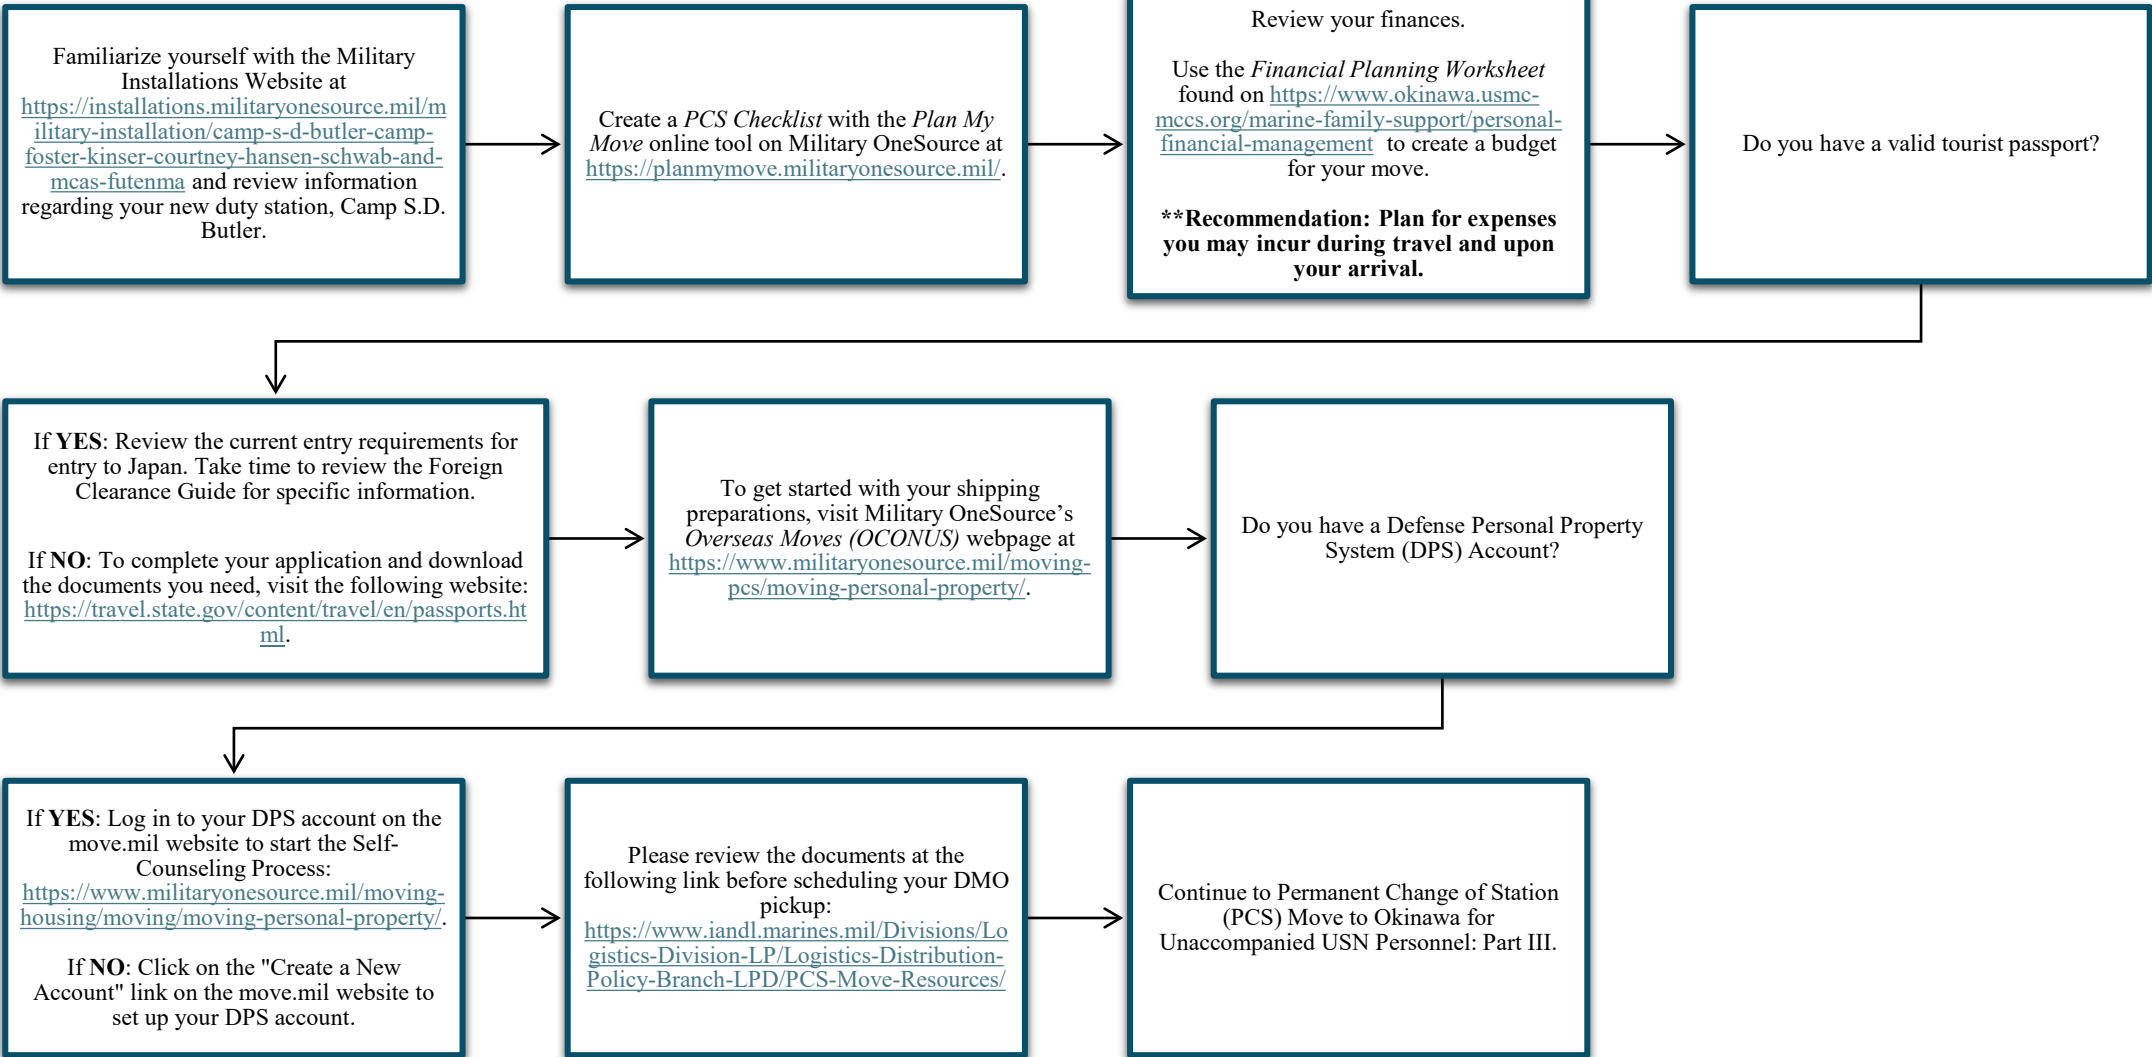 Familiarize yourself with the Military
Installations Website at
https://installations.militaryonesource.mil/m
ilitary-installation/camp-s-d-butler-camp-
foster-kinser-courtney-hansen-schwab-and-
mcas-futenma and review information
regarding your new duty station, Camp S.D.
Butler.
Create a PCS Checklist with the Plan My
Move online tool on Military OneSource at
https://planmymove.militaryonesource.mil/.
Review your finances.
Use the Financial Planning Worksheet
found on https://www.okinawa.usmc-
mccs.org/marine-family-support/personal-
financial-management to create a budget
for your move.
**Recommendation: Plan for expenses
you may incur during travel and upon
your arrival.
Do you have a valid tourist passport?
If YES: Review the current entry requirements for
entry to Japan. Take time to review the Foreign
Clearance Guide for specific information.
If NO: To complete your application and download
the documents you need, visit the following website:
https://travel.state.gov/content/travel/en/passports.ht
ml.
To get started with your shipping
preparations, visit Military OneSource’s
Overseas Moves (OCONUS) webpage at
https://www.militaryonesource.mil/moving-
pcs/moving-personal-property/.
Do you have a Defense Personal Property
System (DPS) Account?
If YES: Log in to your DPS account on the
move.mil website to start the Self-
Counseling Process:
https://www.militaryonesource.mil/moving-
housing/moving/moving-personal-property/.
If NO: Click on the "Create a New
Account" link on the move.mil website to
set up your DPS account.
Please review the documents at the
following link before scheduling your DMO
pickup:
https://www.iandl.marines.mil/Divisions/Lo
gistics-Division-LP/Logistics-Distribution-
Policy-Branch-LPD/PCS-Move-Resources/
Continue to Permanent Change of Station
(PCS) Move to Okinawa for
Unaccompanied USN Personnel: Part III.